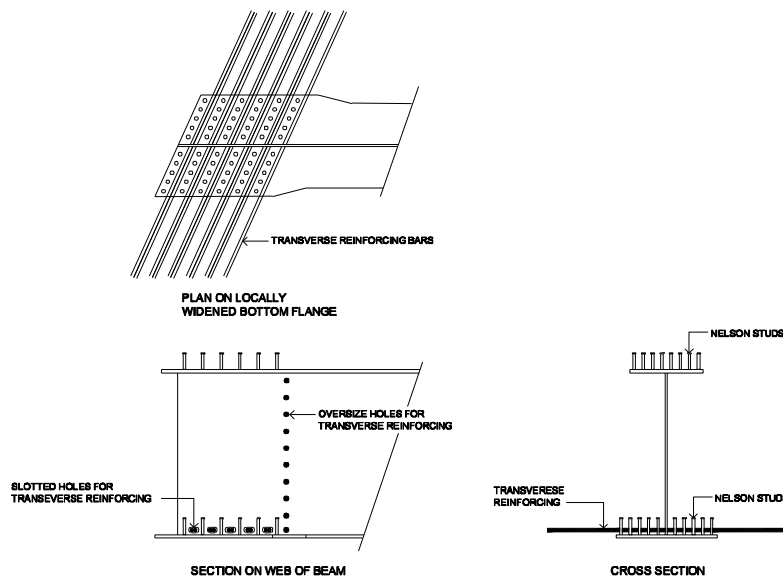 TRANSVERSE REINFORCING BARS
PLAN ON LOCALLY
WIDENED BOTTOM FLANGE
NELSON STUDS
OVERSIZE HOLES FOR
TRANSVERSE REINFORCING
SLOTTED HOLES FOR
TRANSEVERSE REINFORCING
TRANSVERESE
REINFORCING
NELSON STUDS
SECTION ON WEB OF BEAM
CROSS SECTION